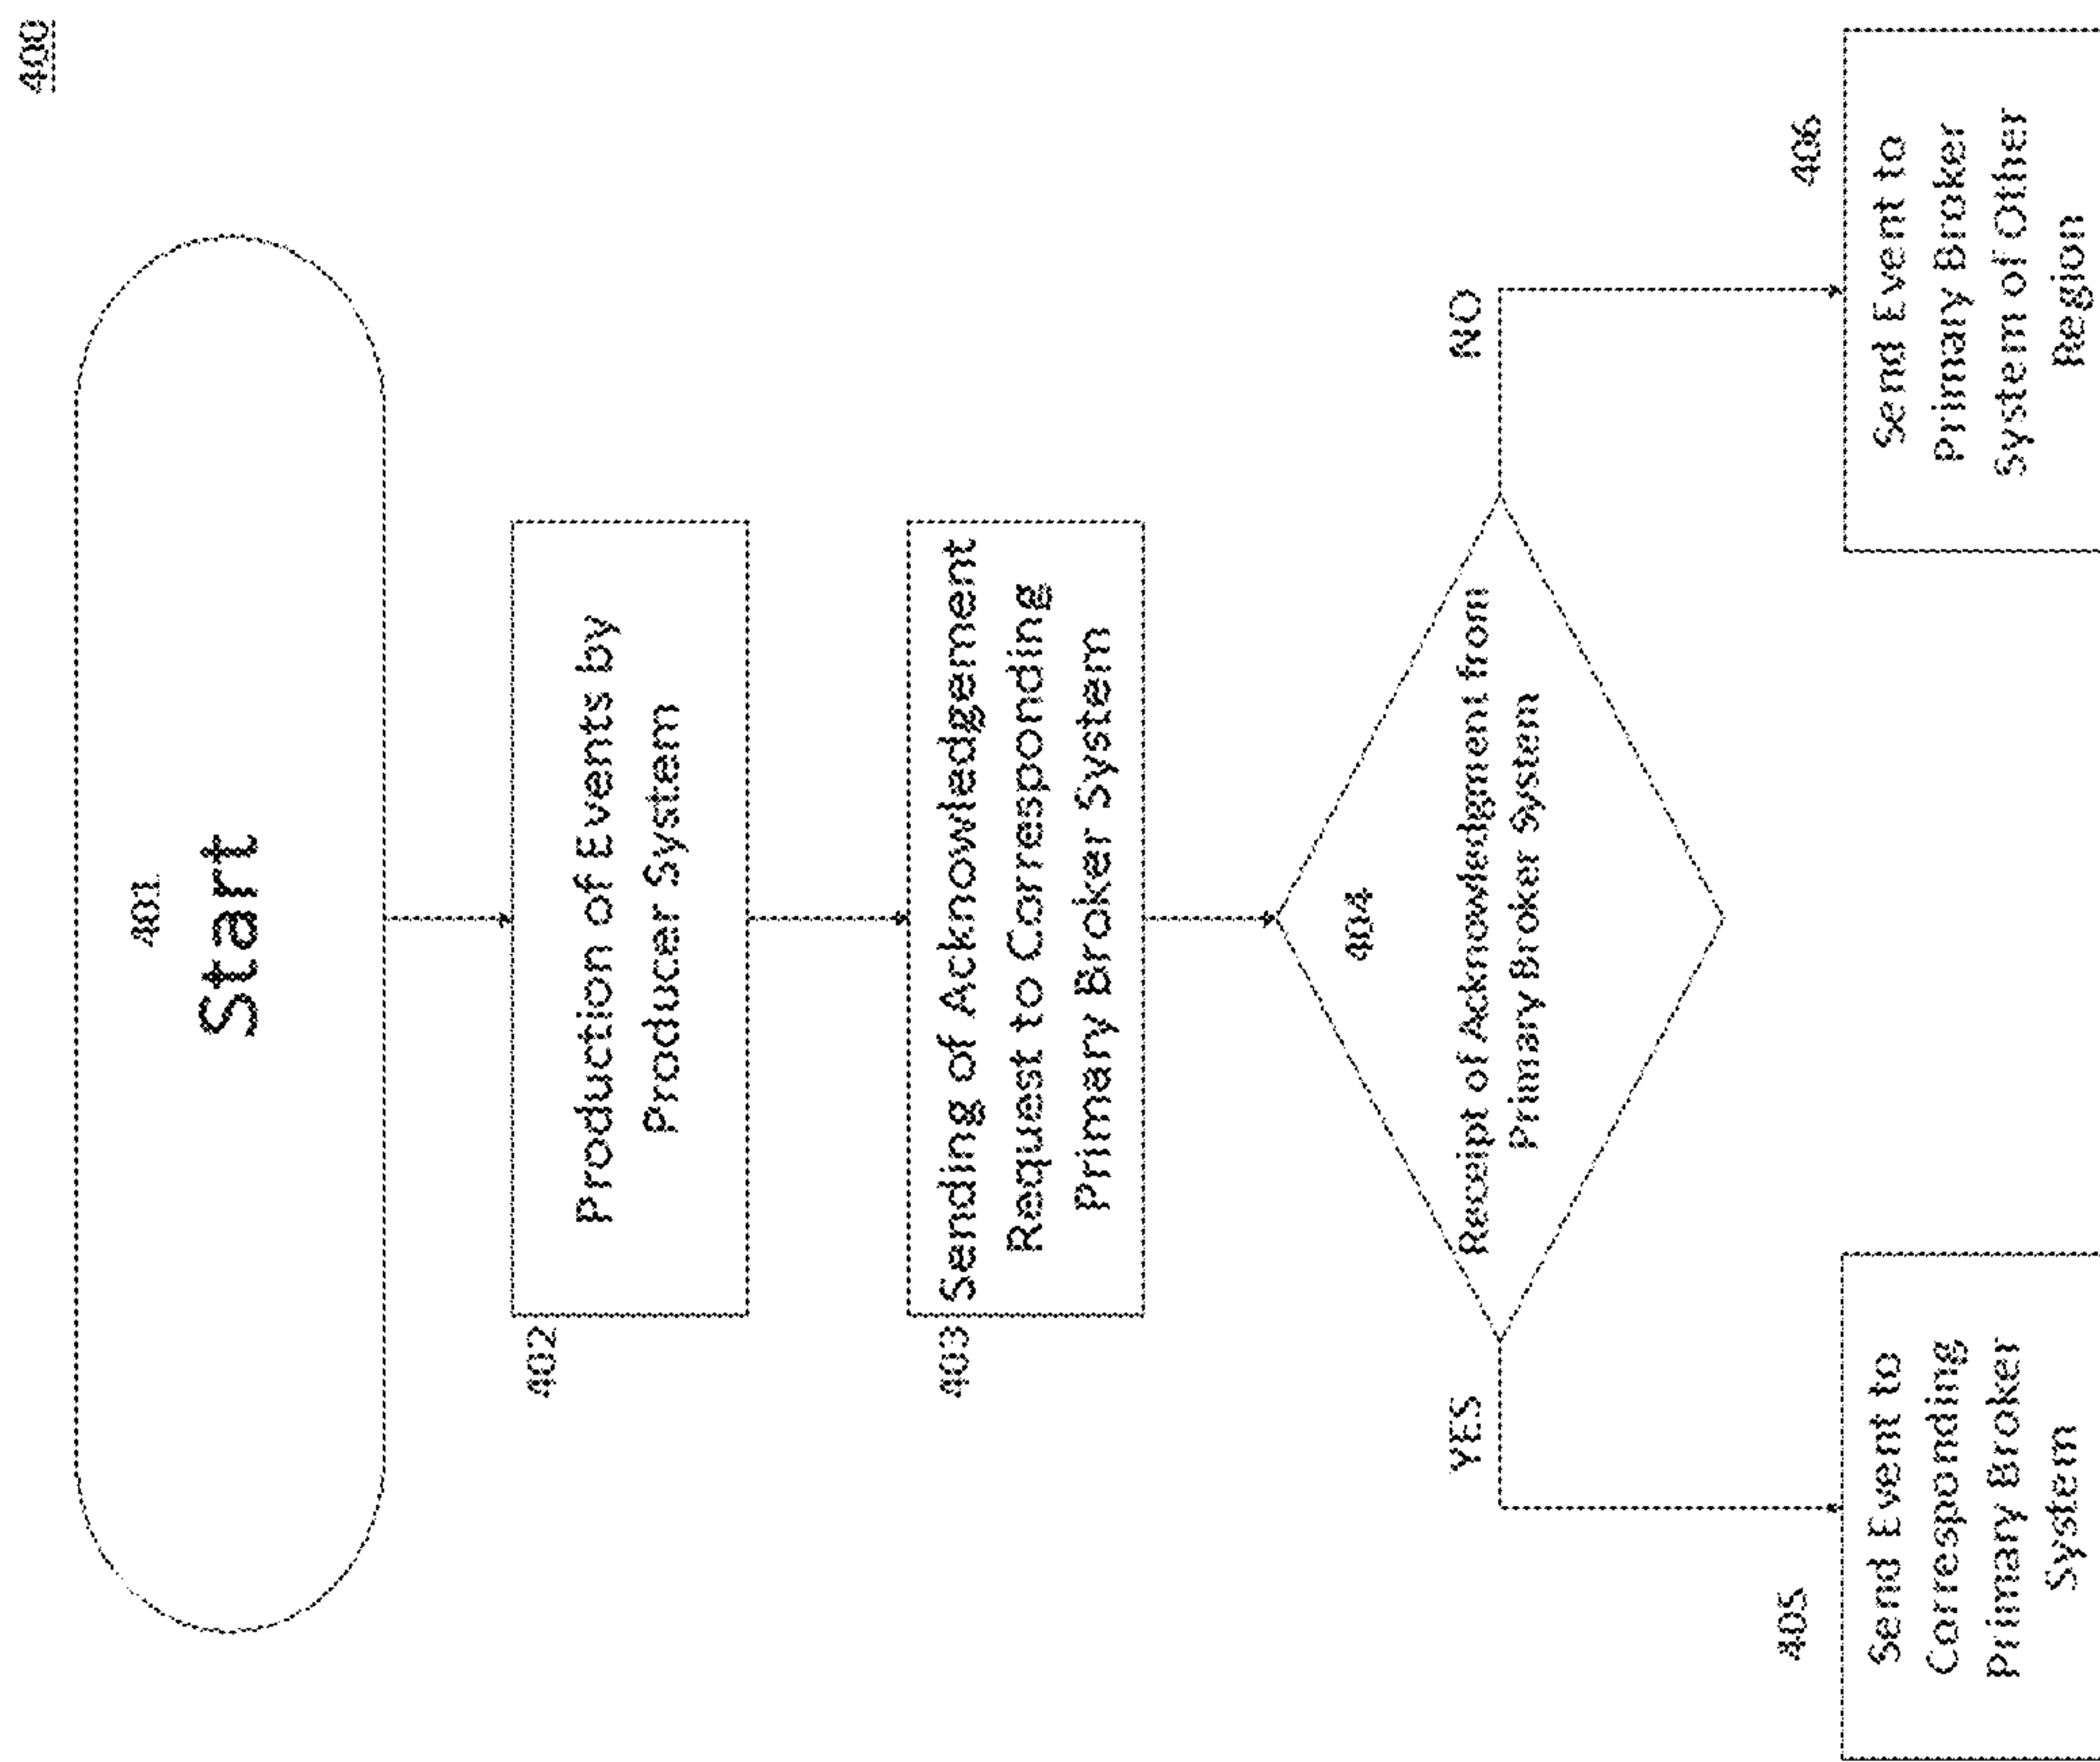 400
401
Start
402
Production of Events by
Producer System
403
Sending of Acknowledgement
Request to Corresponding
Primary Broker System
404
Receipt of Acknowledgment from
Primary Broker System
YES
NO
405
Send Event to
Corresponding
Primary Broker
System
406
Send Event to
Primary Broker
System of Other
Region